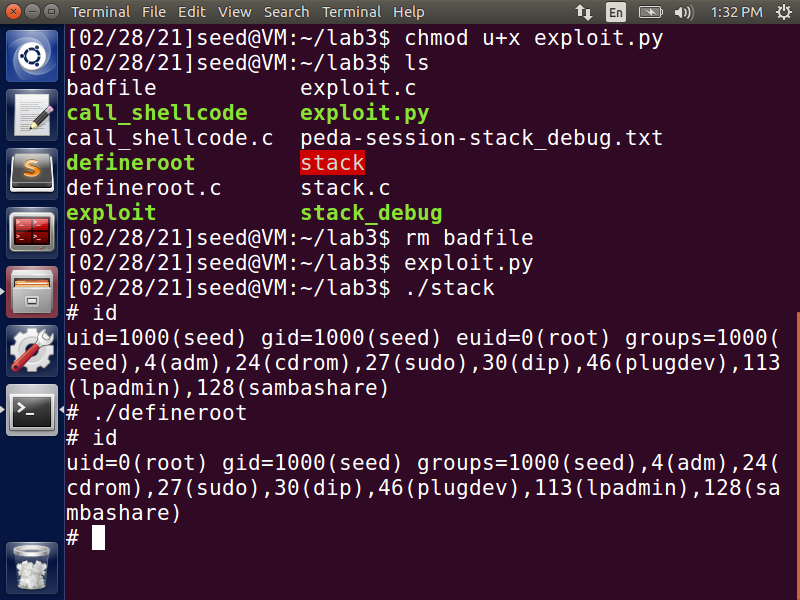 Terminal File Edit View Search Terminal Help En 1:32 PM
[02/28/21]seed@VM:~/lab3$ chmod u+x exploit.py
[02/28/21]seed@VM:~/lab3$ ls
badfile           exploit.c
call_shellcode    exploit.py
call_shellcode.c  peda-session-stack_debug.txt
defineroot        stack
defineroot.c      stack.c
exploit           stack_debug
[02/28/21]seed@VM:~/lab3$ rm badfile
[02/28/21]seed@VM:~/lab3$ exploit.py
[02/28/21]seed@VM:~/lab3$ ./stack
# id
uid=1000(seed) gid=1000(seed) euid=0(root) groups=1000(
seed),4(adm),24(cdrom),27(sudo),30(dip),46(plugdev),113
(lpadmin),128(sambashare)
# ./defineroot
# id
uid=0(root) gid=1000(seed) groups=1000(seed),4(adm),24(
cdrom),27(sudo),30(dip),46(plugdev),113(lpadmin),128(sa
mbashare)
#